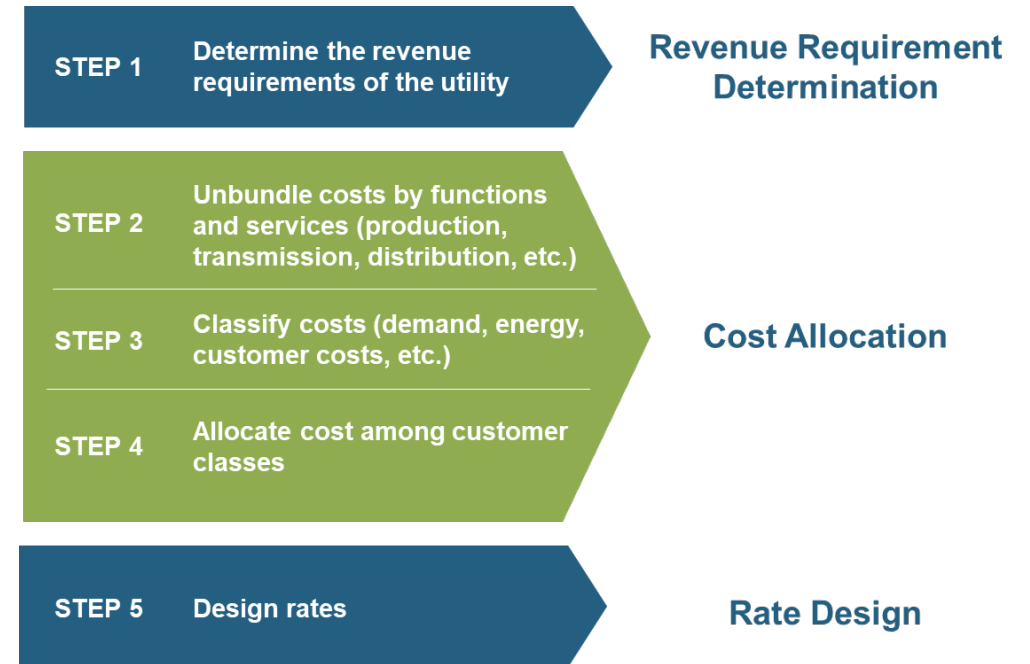 STEP 1
Determine the revenue
requirements of the utility
Revenue Requirement
Determination
STEP 2
Unbundle costs by functions
and services (production,
transmission, distribution, etc.)
STEP 3
Classify costs (demand, energy,
customer costs, etc.)
STEP 4
Allocate cost among customer
classes
Cost Allocation
STEP 5
Design rates
Rate Design